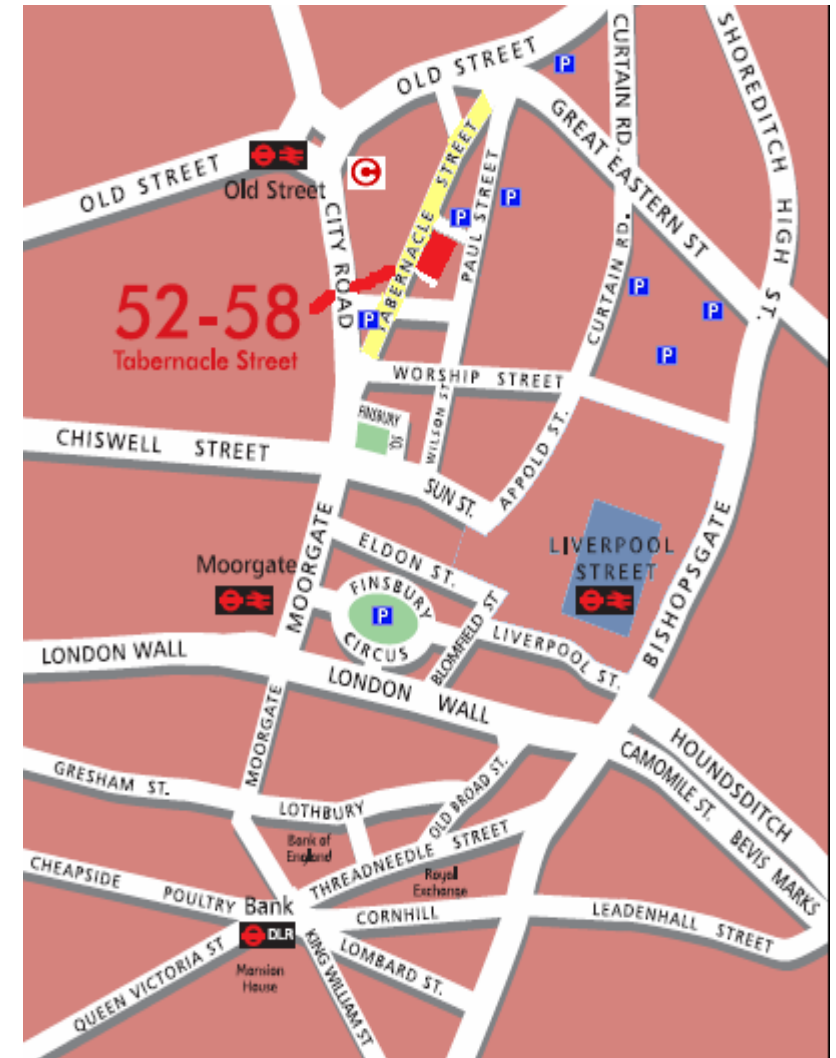 OLD STREET
CURTAIN RD.
SHOREDITCH HIGH ST.
P
GREAT EASTERN ST
OLD STREET
Old Street
C
TABERNACLE STREET
PAUL STREET
P
P
CITY ROAD
CURTAIN RD.
P
P
P
P
52-58
Tabernacle Street
WORSHIP STREET
FINSBURY SQ.
WILSON ST
CHISWELL STREET
SUN ST.
APPOLD ST.
MOORGATE
ELDON ST.
LIVERPOOL
STREET
BISHOPSGATE
Moorgate
FINSBURY
P
CIRCUS
BLOMFIELD ST
LIVERPOOL ST.
LONDON WALL
LONDON WALL
MOORGATE
HOUNDSDITCH
CAMOMILE ST.
BEVIS MARKS
GRESHAM ST.
LOTHBURY
OLD BROAD ST.
Bank of
England
THREADNEEDLE STREET
Royal
Exchange
CHEAPSIDE
POULTRY
Bank
CORNHILL
LEADENHALL STREET
DLR
QUEEN VICTORIA ST
Mansion
House
KING WILLIAM ST
LOMBARD ST.